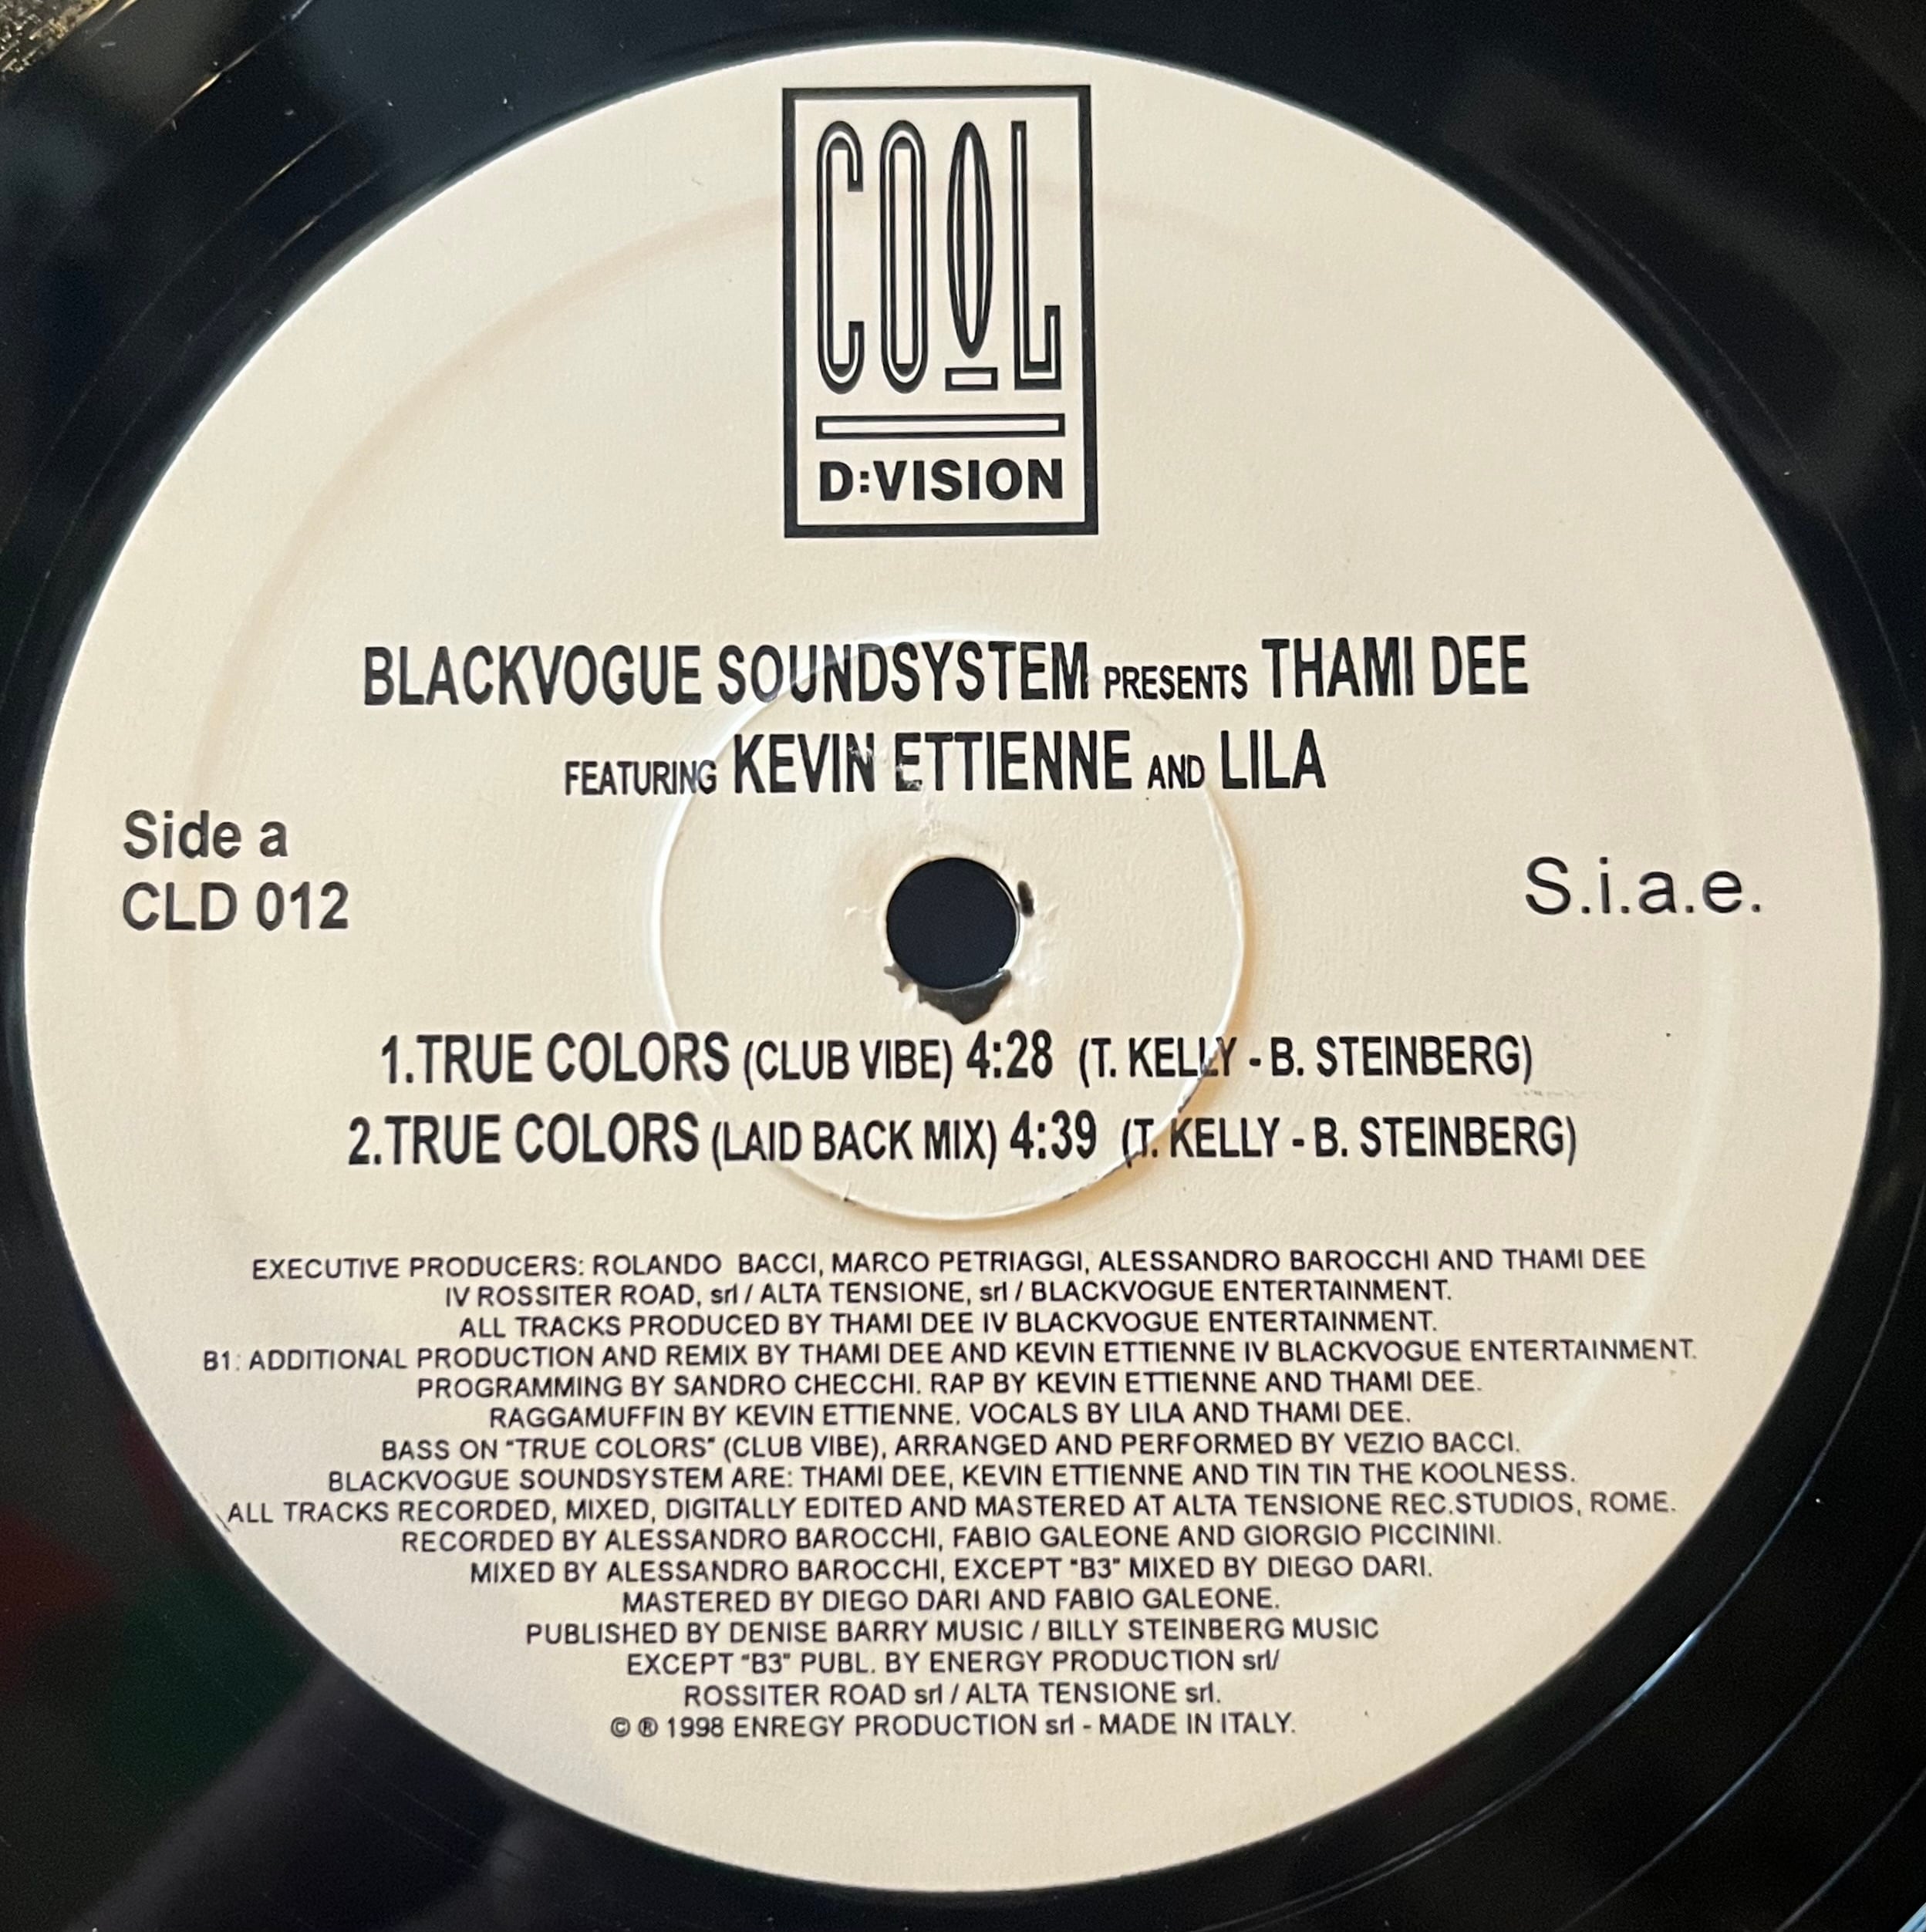 COOL
D:VISION
BLACKVOGUE SOUNDSYSTEM PRESENTS THAMI DEE
FEATURING KEVIN ETTIENNE AND LILA
Side a
CLD 012
S.i.a.e.
1.TRUE COLORS (CLUB VIBE) 4:28 (T. KELLY - B. STEINBERG)
2.TRUE COLORS (LAID BACK MIX) 4:39 (T. KELLY - B. STEINBERG)
EXECUTIVE PRODUCERS: ROLANDO BACCI, MARCO PETRIAGGI, ALESSANDRO BAROCCHI AND THAMI DEE
IV ROSSITER ROAD, srl / ALTA TENSIONE, srl / BLACKVOGUE ENTERTAINMENT.
ALL TRACKS PRODUCED BY THAMI DEE IV BLACKVOGUE ENTERTAINMENT.
B1: ADDITIONAL PRODUCTION AND REMIX BY THAMI DEE AND KEVIN ETTIENNE IV BLACKVOGUE ENTERTAINMENT.
PROGRAMMING BY SANDRO CHECCHI. RAP BY KEVIN ETTIENNE AND THAMI DEE.
RAGGAMUFFIN BY KEVIN ETTIENNE. VOCALS BY LILA AND THAMI DEE.
BASS ON "TRUE COLORS" (CLUB VIBE), ARRANGED AND PERFORMED BY VEZIO BACCI.
BLACKVOGUE SOUNDSYSTEM ARE: THAMI DEE, KEVIN ETTIENNE AND TIN TIN THE KOOLNESS.
ALL TRACKS RECORDED, MIXED, DIGITALLY EDITED AND MASTERED AT ALTA TENSIONE REC.STUDIOS, ROME.
RECORDED BY ALESSANDRO BAROCCHI, FABIO GALEONE AND GIORGIO PICCININI.
MIXED BY ALESSANDRO BAROCCHI, EXCEPT "B3" MIXED BY DIEGO DARI.
MASTERED BY DIEGO DARI AND FABIO GALEONE.
PUBLISHED BY DENISE BARRY MUSIC / BILLY STEINBERG MUSIC
EXCEPT "B3" PUBL. BY ENERGY PRODUCTION srl/
ROSSITER ROAD srl / ALTA TENSIONE srl.
© ® 1998 ENREGY PRODUCTION srl - MADE IN ITALY.